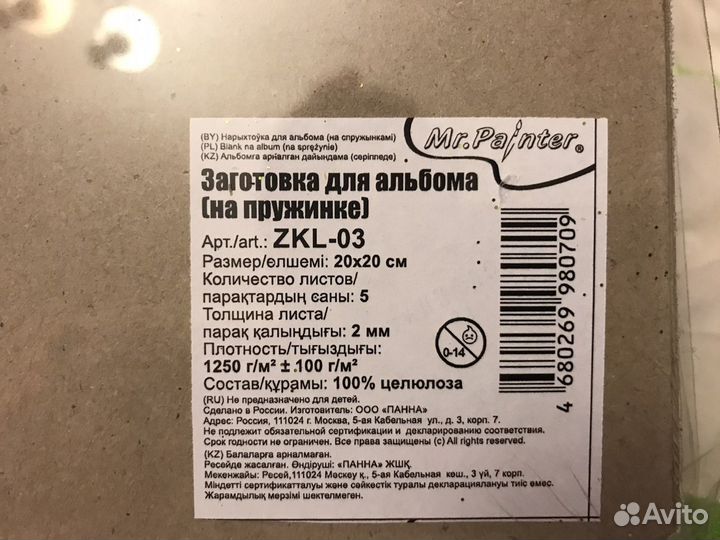 Mr.Painter®
(BY) Нарыхтоўка для альбома (на спружынкамі)
(PL) Blank na album (na sprężynie)
(KZ) Альбомга арналган дайындама (серіппеде)
Заготовка для альбома
(на пружинке)
Арт./art.: ZKL-03
Размер/өлшемі: 20х20 см
Количество листов/
парақтардың саны: 5
Толщина листа/
парақ қалыңдығы: 2 мм
Плотность/тығыздығы:
1250 г/м² ± 100 г/м²
Состав/құрамы: 100% целюлоза
0-14
4 680269 980709
(RU) Не предназначено для детей.
Сделано в России. Изготовитель: ООО «ПАННА»
Адрес: Россия, 111024 г. Москва, 5-ая Кабельная ул., д. 3, корп. 7.
Не подлежит обязательной сертификации и декларированию соответствия.
Срок годности не ограничен. Все права защищены (c) All rights reserved.
(KZ) Балаларға арналмаған.
Ресейде жасалған. Өндіруші: «ПАННА» ЖШҚ.
Мекенжайы: Ресей,111024 Мәскеу қ., 5-ая Кабельная кеш., 3 үй, 7 корп.
Міндетті сертификатталуы және сәйкестік туралы декларациялануы тиіс емес.
Жарамдылық мерзімі шектелмеген.
Avito